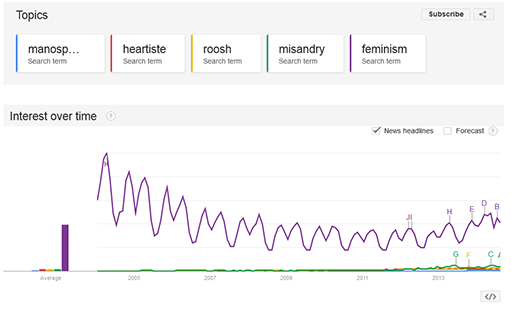 Topics
Subscribe
manosp...
Search term
heartiste
Search term
roosh
Search term
misandry
Search term
feminism
Search term
Interest over time ?
News headlines
Forecast ?
JI
H
E
D
B
G
F
C
A
Average
2005
2007
2009
2011
2013
</>